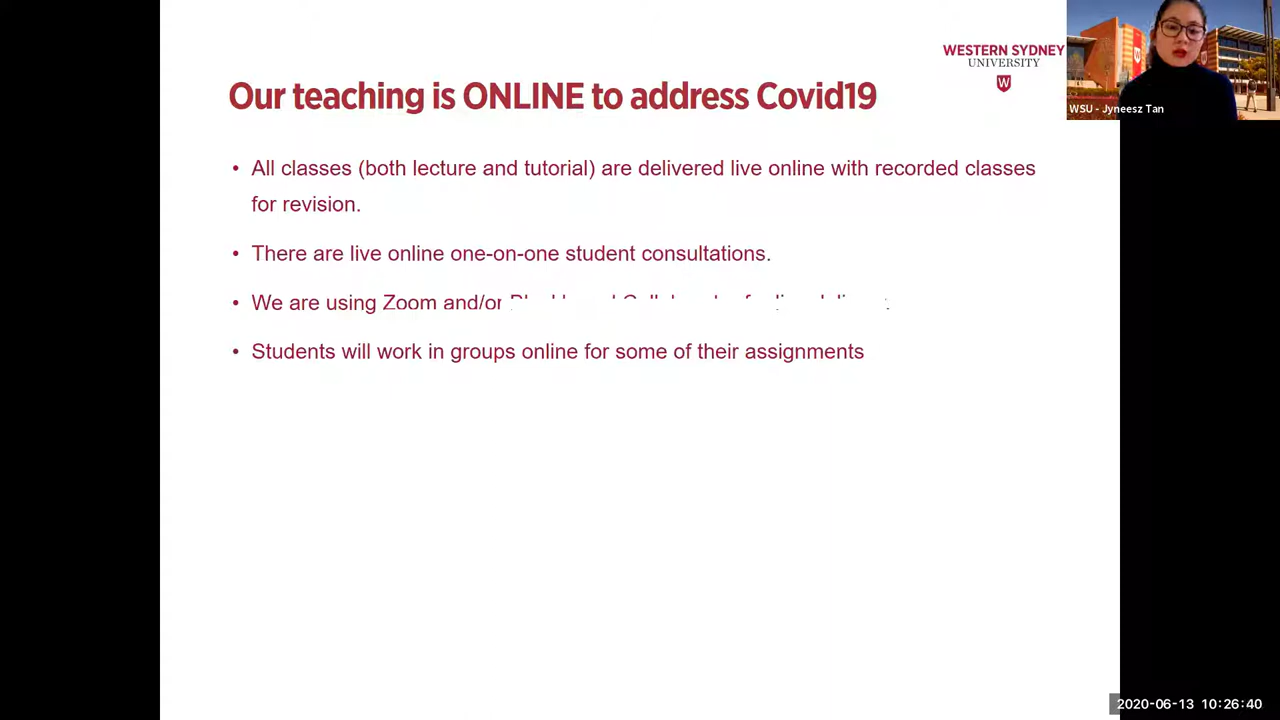 WESTERN SYDNEY
UNIVERSITY
W
WSU - Jyneesz Tan
Our teaching is ONLINE to address Covid19
• All classes (both lecture and tutorial) are delivered live online with recorded classes
for revision.
• There are live online one-on-one student consultations.
• We are using Zoom and/or
• Students will work in groups online for some of their assignments
2020-06-13 10:26:40